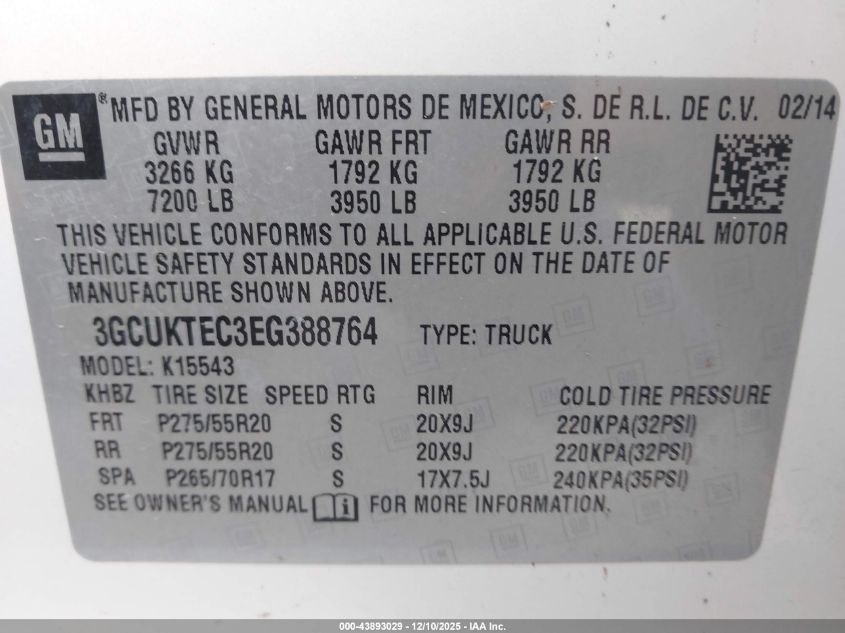 GM ® MFD BY GENERAL MOTORS DE MEXICO, S. DE R.L. DE C.V. 02/14
GVWR GAWR FRT GAWR RR
3266 KG 1792 KG 1792 KG
7200 LB 3950 LB 3950 LB
THIS VEHICLE CONFORMS TO ALL APPLICABLE U.S. FEDERAL MOTOR
VEHICLE SAFETY STANDARDS IN EFFECT ON THE DATE OF
MANUFACTURE SHOWN ABOVE.
3GCUKTEC3EG388764 TYPE: TRUCK
MODEL: K15543
KHBZ TIRE SIZE SPEED RTG RIM COLD TIRE PRESSURE
FRT P275/55R20 S 20X9J 220KPA(32PSI)
RR P275/55R20 S 20X9J 220KPA(32PSI)
SPA P265/70R17 S 17X7.5J 240KPA(35PSI)
SEE OWNER'S MANUAL i FOR MORE INFORMATION.
000-43893029 - 12/10/2025 - IAA Inc.